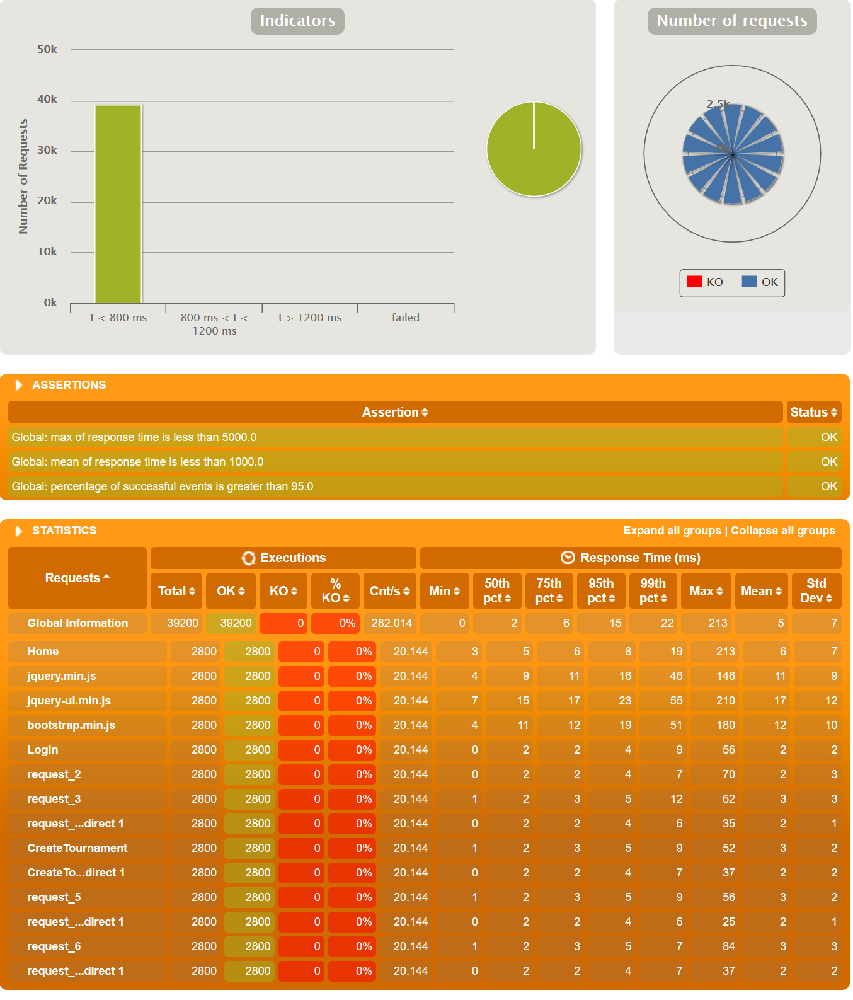 Indicators
50k
40k
30k
20k
10k
0k
Number of Requests
t < 800 ms
800 ms < t <
1200 ms
t > 1200 ms
failed
Number of requests
2.5k
0k
KO
OK
ASSERTIONS
Assertion Status
Global: max of response time is less than 5000.0 OK
Global: mean of response time is less than 1000.0 OK
Global: percentage of successful events is greater than 95.0 OK
STATISTICS Expand all groups | Collapse all groups
Requests Executions Response Time (ms)
Total OK KO % KO Cnt/s Min 50th pct 75th pct 95th pct 99th pct Max Mean Std Dev
Global Information 39200 39200 0 0% 282.014 0 2 6 15 22 213 5 7
Home 2800 2800 0 0% 20.144 3 5 6 8 19 213 6 7
jquery.min.js 2800 2800 0 0% 20.144 4 9 11 16 46 146 11 9
jquery-ui.min.js 2800 2800 0 0% 20.144 7 15 17 23 55 210 17 12
bootstrap.min.js 2800 2800 0 0% 20.144 4 11 12 19 51 180 12 10
Login 2800 2800 0 0% 20.144 0 2 2 4 9 56 2 2
request_2 2800 2800 0 0% 20.144 0 2 2 4 7 70 2 3
request_3 2800 2800 0 0% 20.144 1 2 3 5 12 62 3 3
request_...direct 1 2800 2800 0 0% 20.144 0 2 2 4 6 35 2 1
CreateTournament 2800 2800 0 0% 20.144 1 2 3 5 9 52 3 2
CreateTo...direct 1 2800 2800 0 0% 20.144 0 2 2 4 7 37 2 2
request_5 2800 2800 0 0% 20.144 1 2 3 5 9 56 3 2
request_...direct 1 2800 2800 0 0% 20.144 0 2 2 4 6 25 2 1
request_6 2800 2800 0 0% 20.144 1 2 3 5 7 84 3 3
request_...direct 1 2800 2800 0 0% 20.144 0 2 2 4 7 37 2 2